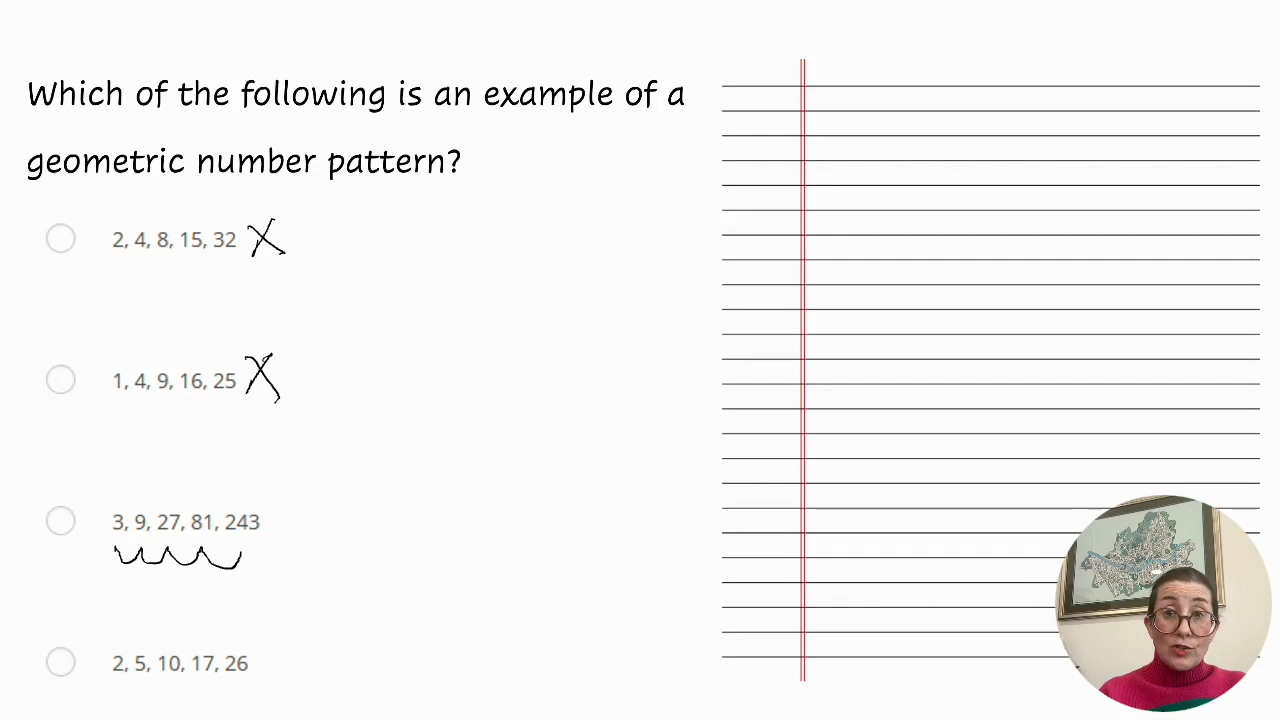 Which of the following is an example of a
geometric number pattern?
2, 4, 8, 15, 32 X
1, 4, 9, 16, 25 X
3, 9, 27, 81, 243
2, 5, 10, 17, 26